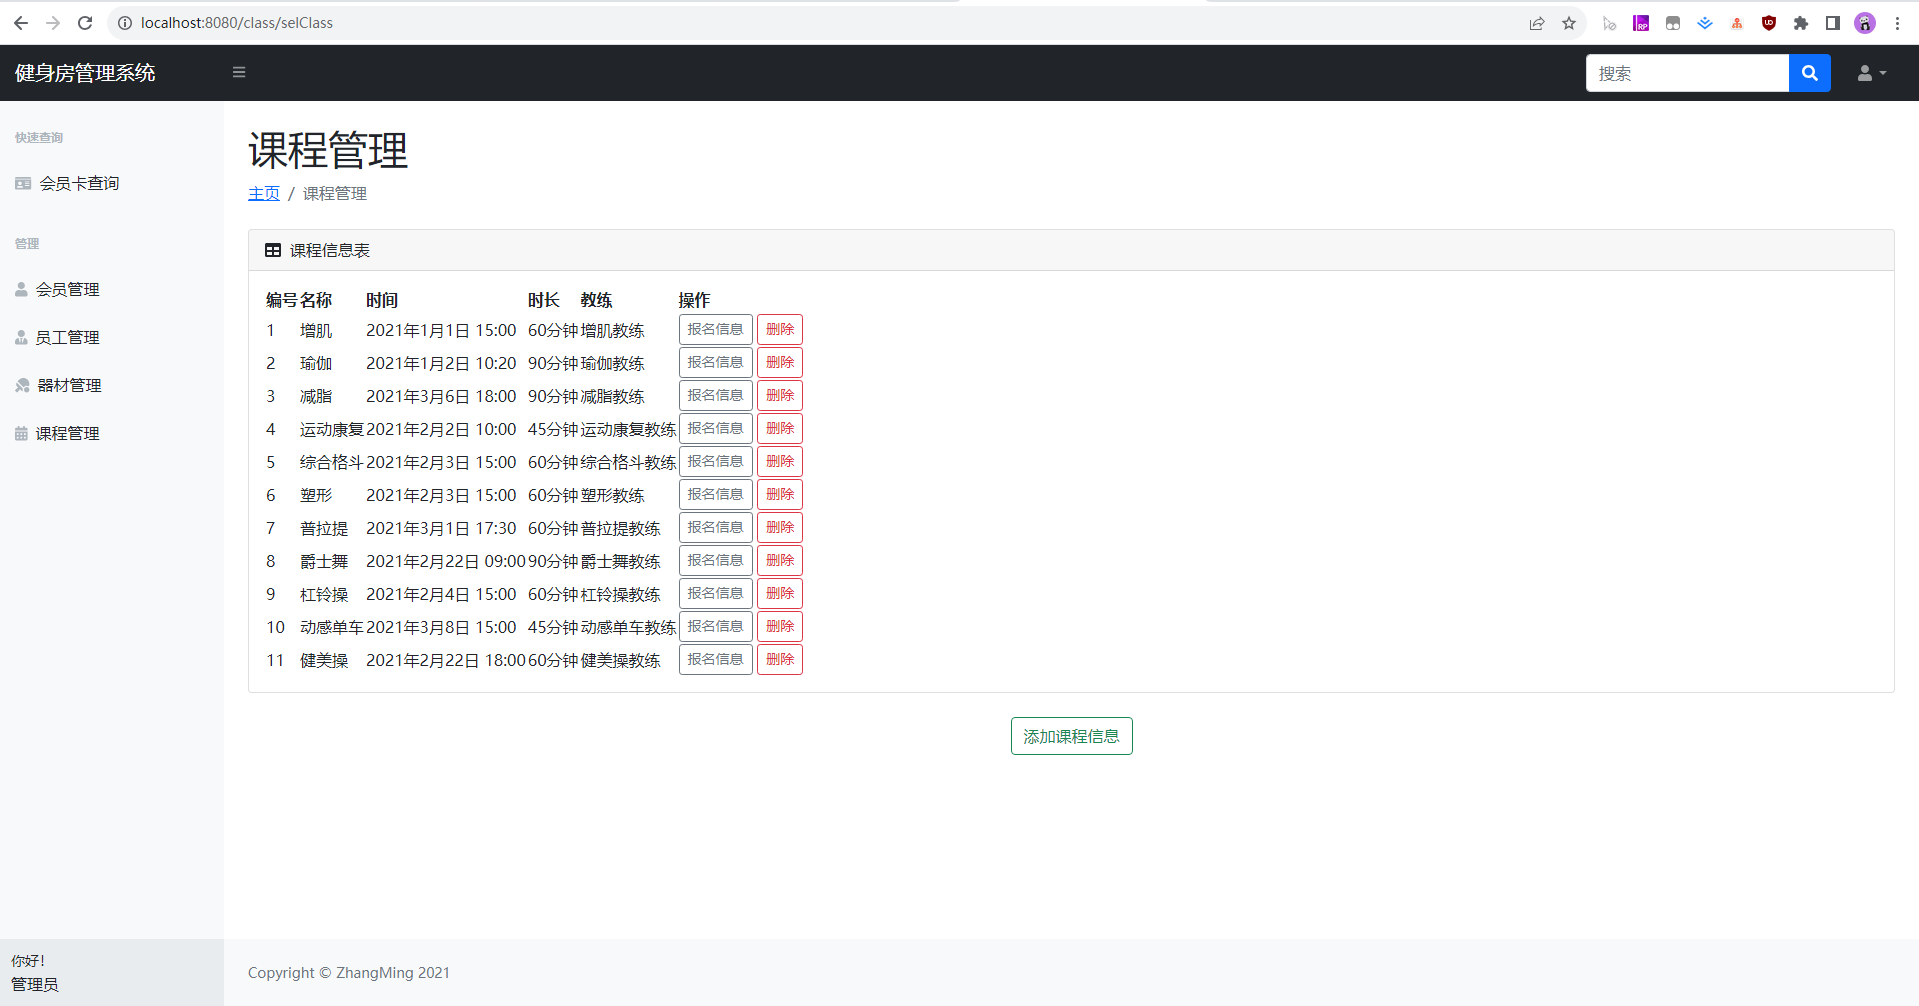 localhost:8080/class/selClass
健身房管理系统
搜索
快速查询
会员卡查询
管理
会员管理
员工管理
器材管理
课程管理
课程管理
主页 / 课程管理
课程信息表
编号 名称 时间 时长 教练 操作
1 增肌 2021年1月1日 15:00 60分钟 增肌教练 报名信息 删除
2 瑜伽 2021年1月2日 10:20 90分钟 瑜伽教练 报名信息 删除
3 减脂 2021年3月6日 18:00 90分钟 减脂教练 报名信息 删除
4 运动康复 2021年2月2日 10:00 45分钟 运动康复教练 报名信息 删除
5 综合格斗 2021年2月3日 15:00 60分钟 综合格斗教练 报名信息 删除
6 塑形 2021年2月3日 15:00 60分钟 塑形教练 报名信息 删除
7 普拉提 2021年3月1日 17:30 60分钟 普拉提教练 报名信息 删除
8 爵士舞 2021年2月22日 09:00 90分钟 爵士舞教练 报名信息 删除
9 杠铃操 2021年2月4日 15:00 60分钟 杠铃操教练 报名信息 删除
10 动感单车 2021年3月8日 15:00 45分钟 动感单车教练 报名信息 删除
11 健美操 2021年2月22日 18:00 60分钟 健美操教练 报名信息 删除
添加课程信息
你好！
管理员
Copyright © ZhangMing 2021